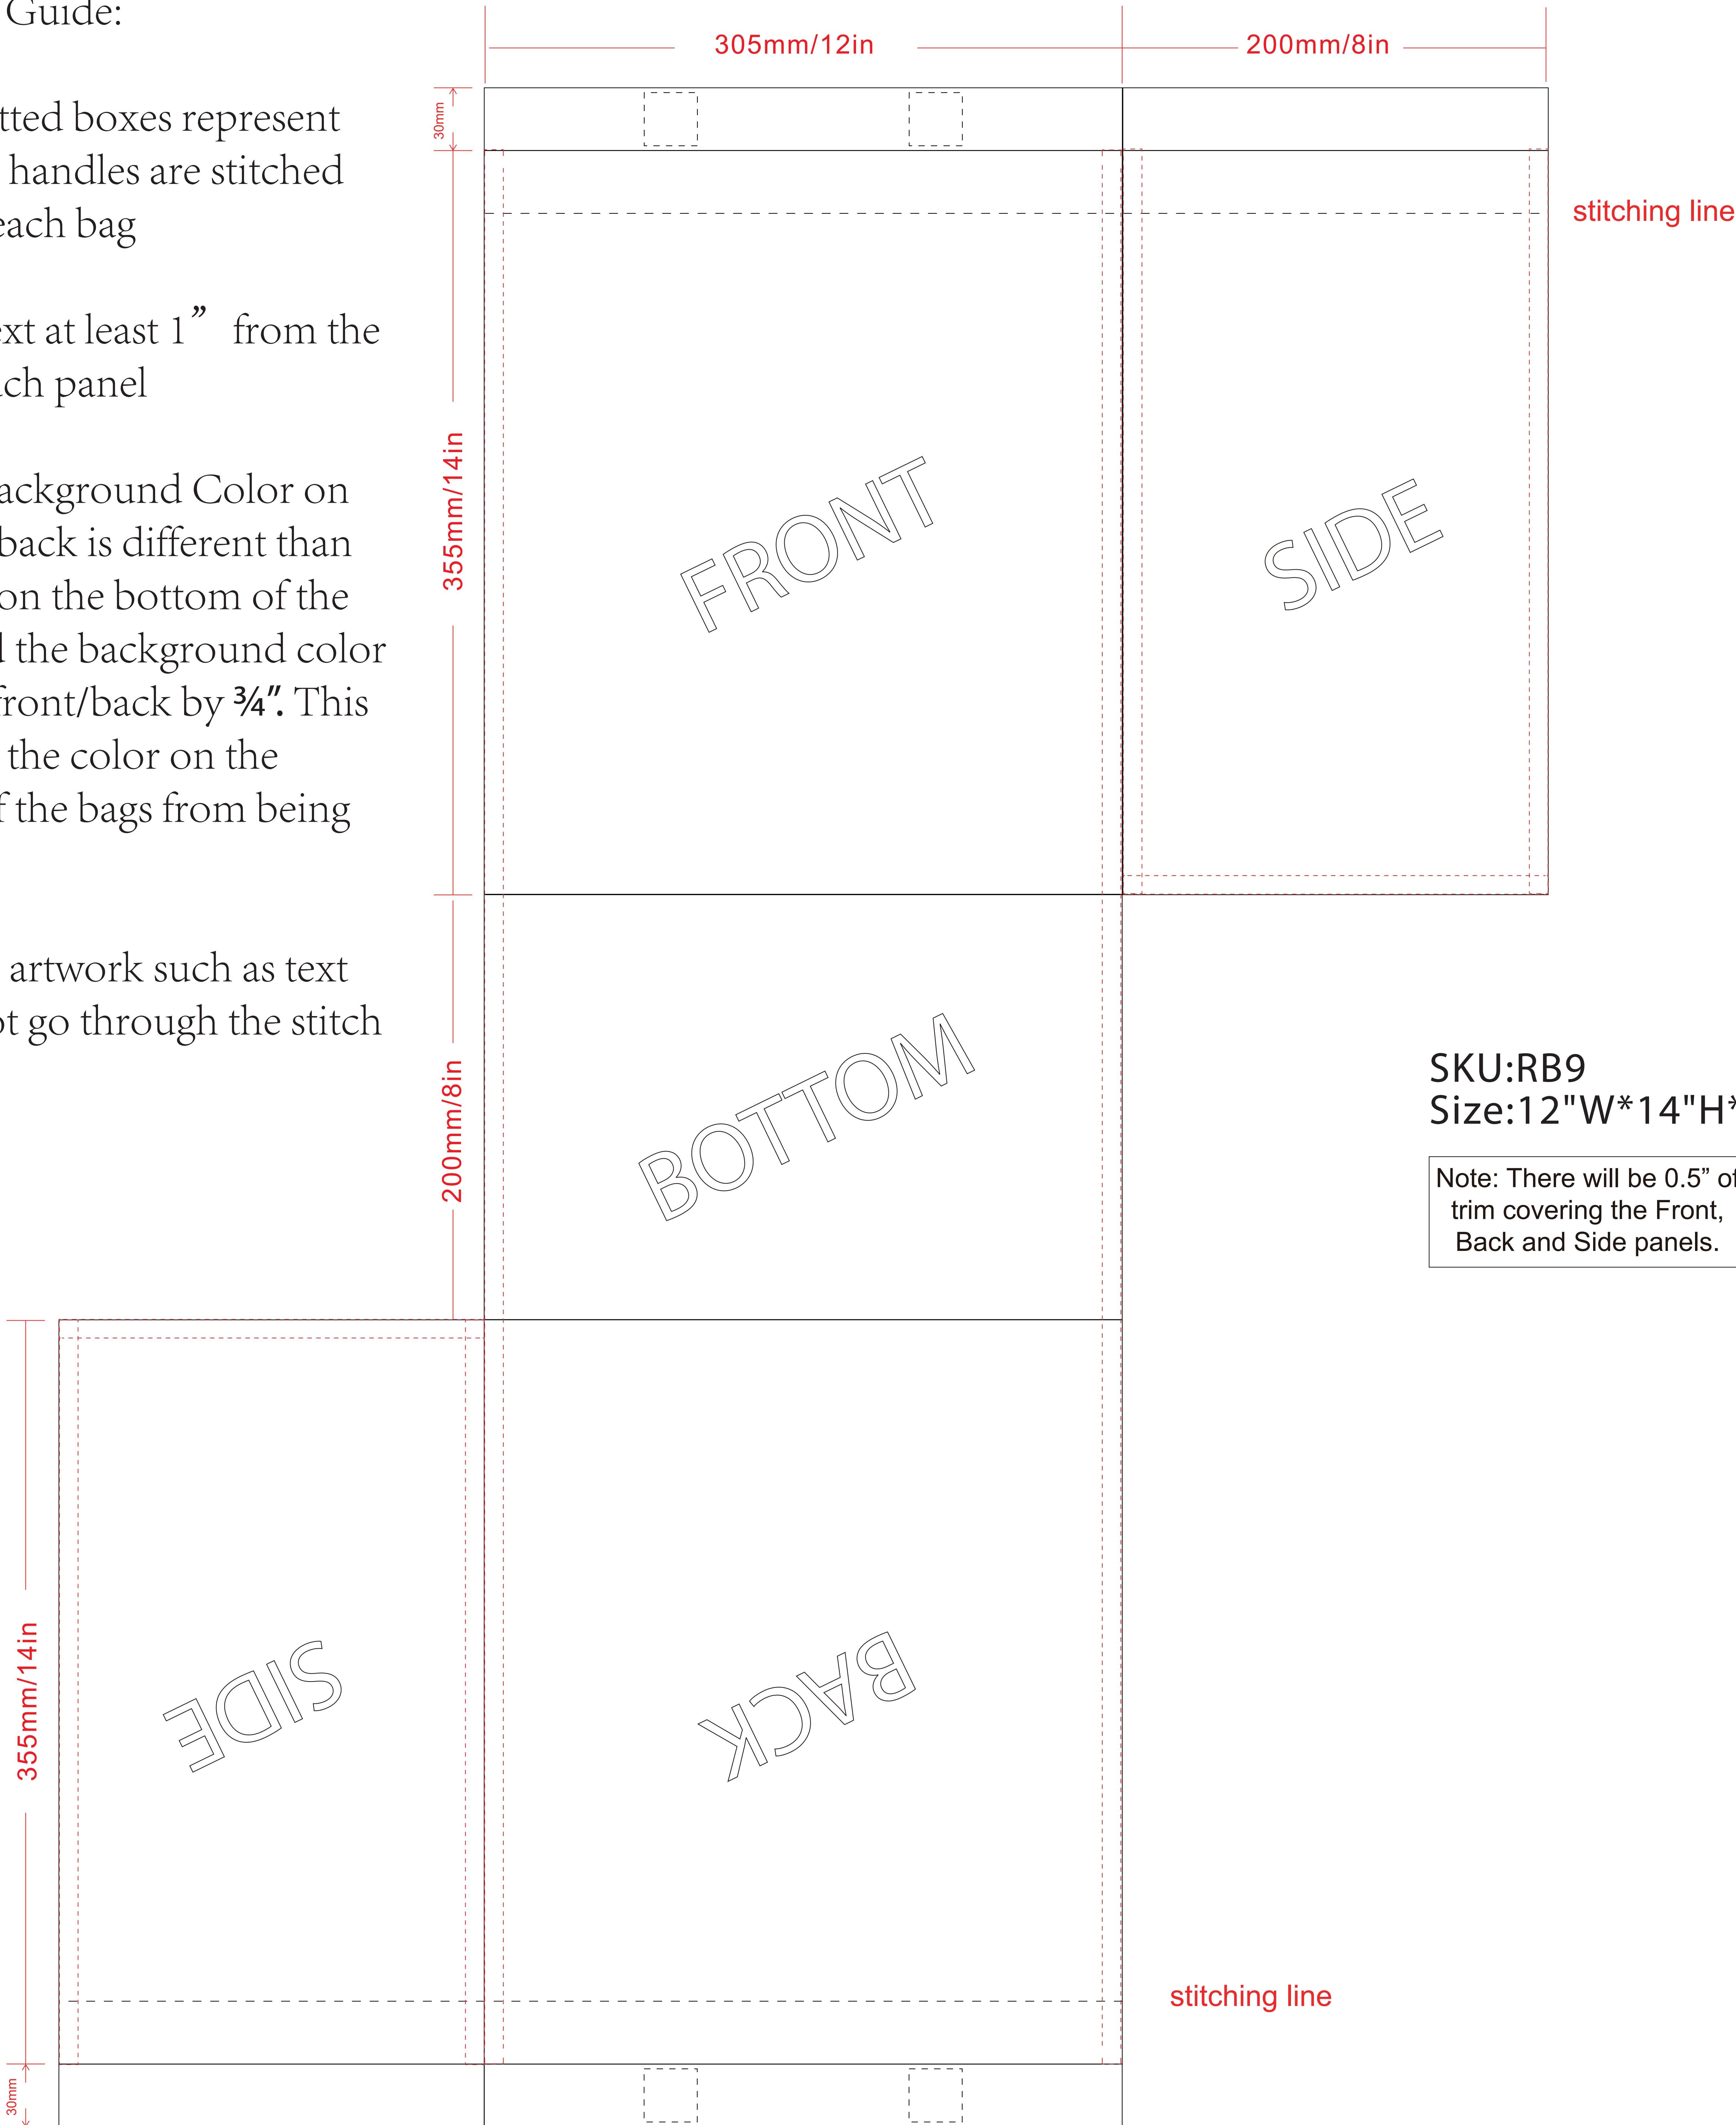 Guide:
tted boxes represent
handles are stitched
each bag
ext at least 1” from the
ach panel
ackground Color on
back is different than
on the bottom of the
d the background color
front/back by ¾”. This
the color on the
f the bags from being
artwork such as text
ot go through the stitch
305mm/12in
200mm/8in
30mm
stitching line
355mm/14in
FRONT
SIDE
200mm/8in
BOTTOM
SKU:RB9
Size:12"W*14"H*
Note: There will be 0.5” of
trim covering the Front,
Back and Side panels.
355mm/14in
SIDE
BACK
stitching line
30mm